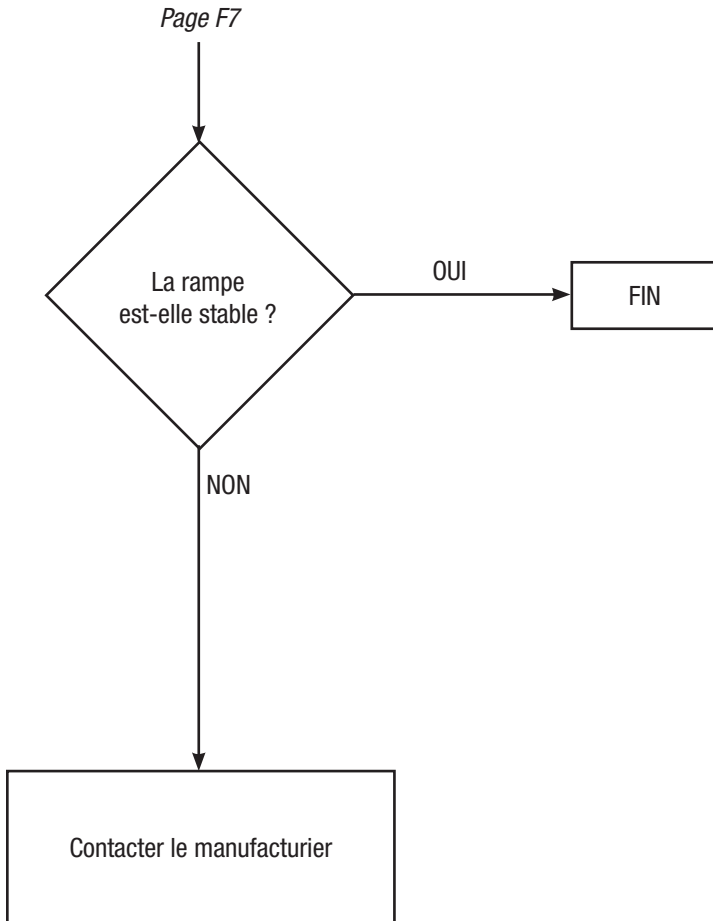 Page F7
La rampe
est-elle stable ?
OUI
FIN
NON
Contacter le manufacturier